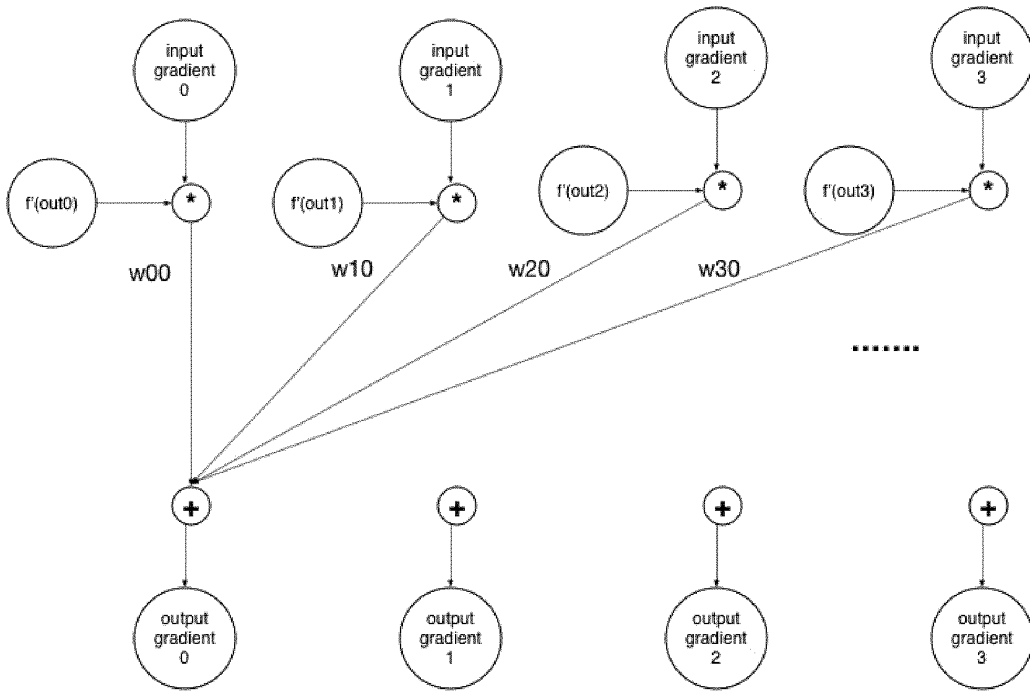 input
gradient
0
input
gradient
1
input
gradient
2
input
gradient
3
f'(out0)
*
f'(out1)
*
f'(out2)
*
f'(out3)
*
w00
w10
w20
w30
.......
+
+
+
+
output
gradient
0
output
gradient
1
output
gradient
2
output
gradient
3